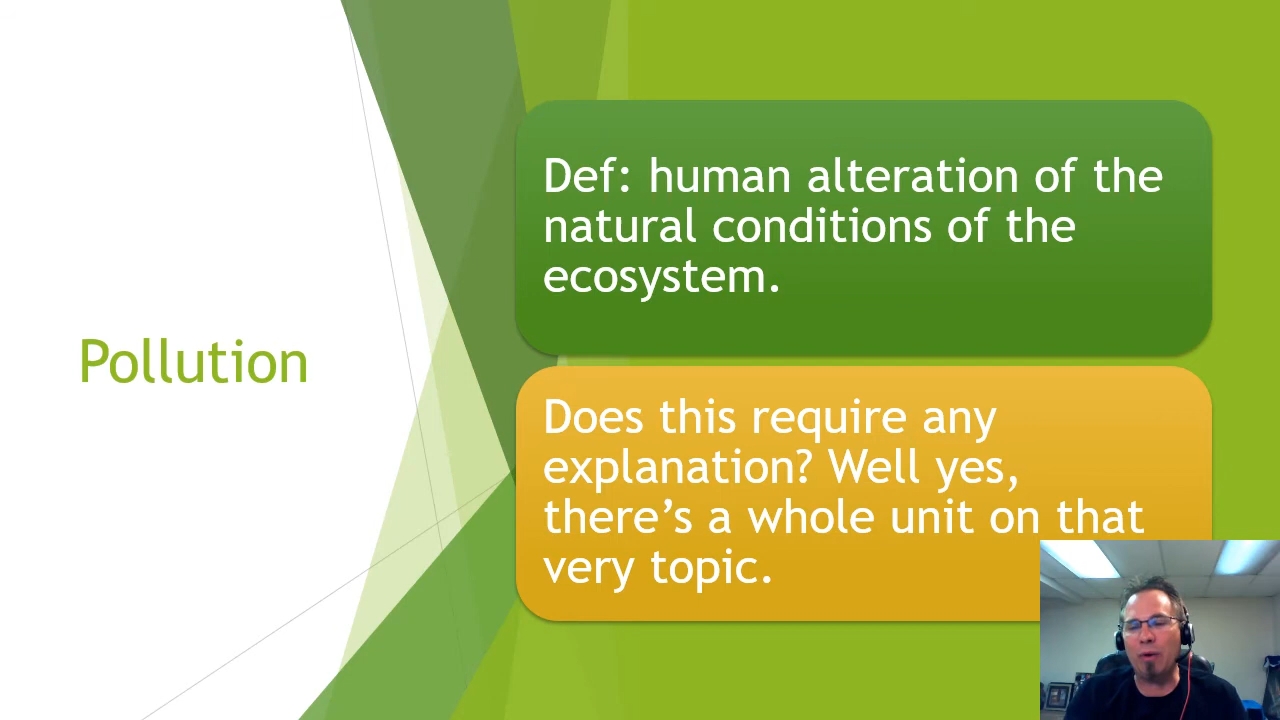 Pollution
Def: human alteration of the
natural conditions of the
ecosystem.
Does this require any
explanation? Well yes,
there’s a whole unit on that
very topic.